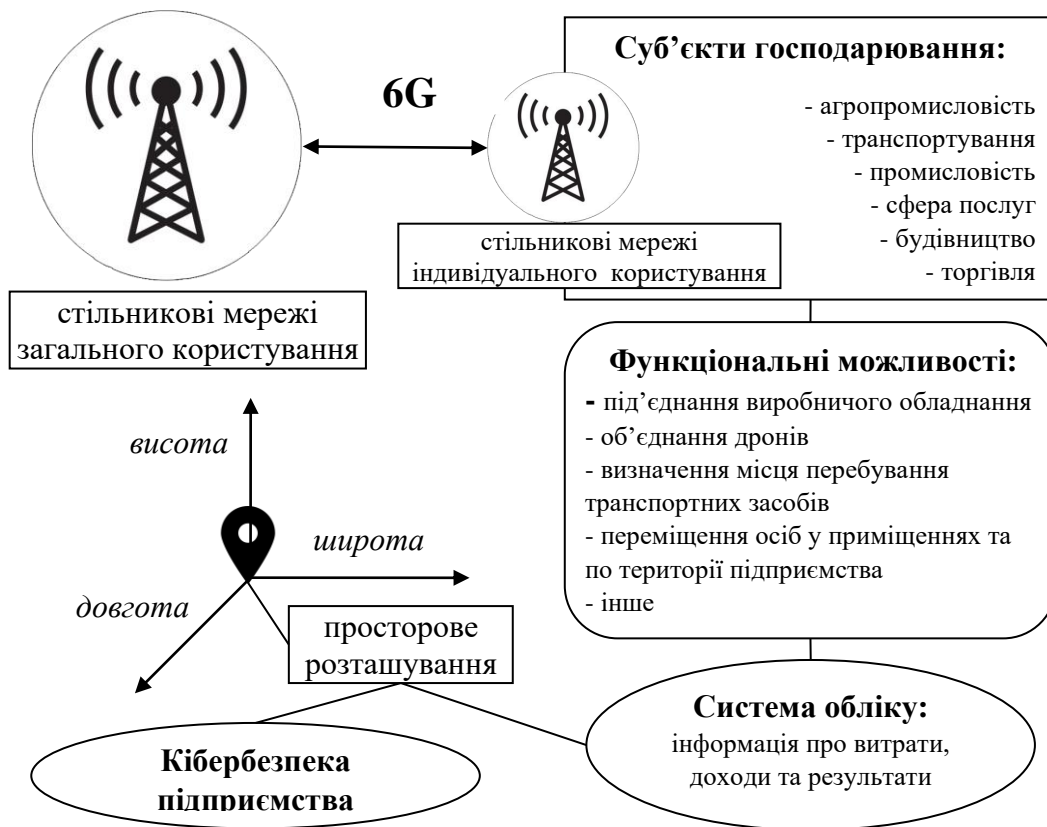 6G
стільникові мережі
загального користування
стільникові мережі
індивідуального користування
Суб’єкти господарювання:
- агропромисловість
- транспортування
- промисловість
- сфера послуг
- будівництво
- торгівля
Функціональні можливості:
- під’єднання виробничого обладнання
- об’єднання дронів
- визначення місця перебування
транспортних засобів
- переміщення осіб у приміщеннях та
по території підприємства
- інше
висота
широта
довгота
просторове
розташування
Кібербезпека
підприємства
Система обліку:
інформація про витрати,
доходи та результати